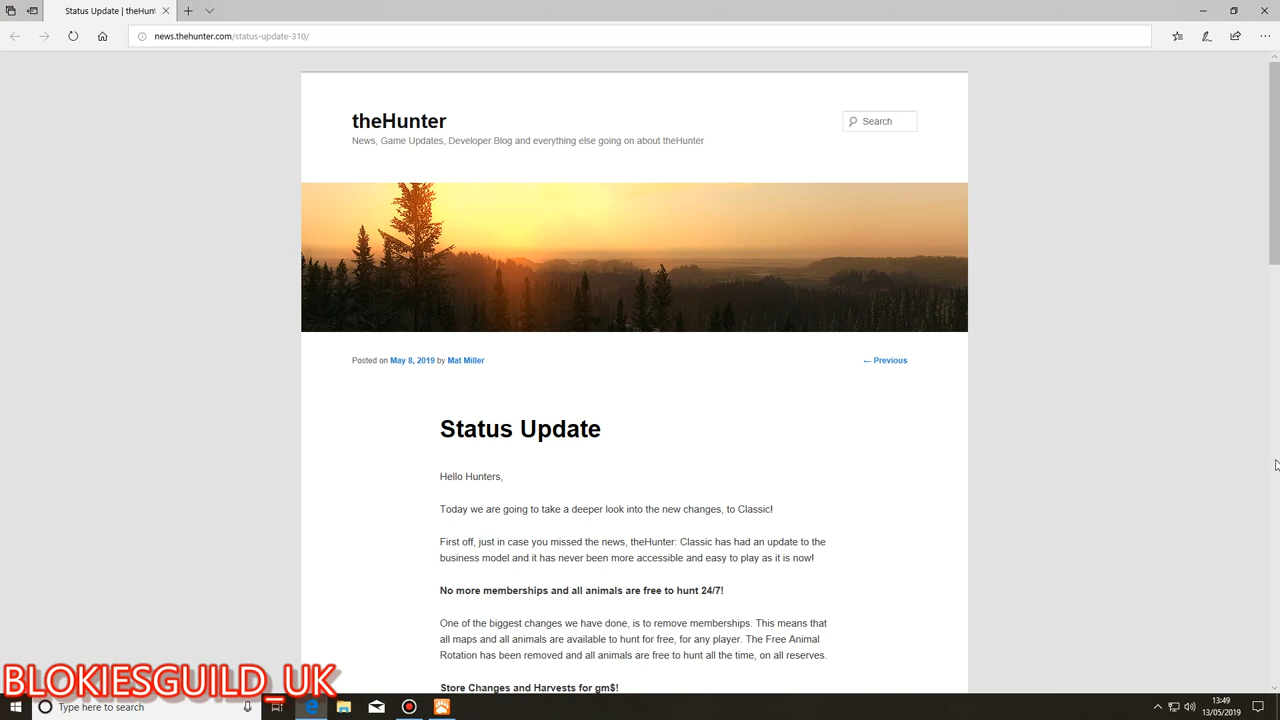 Status Update | theHunt
news.thehunter.com/status-update-310/
theHunter
Search
News, Game Updates, Developer Blog and everything else going on about theHunter
Posted on May 8, 2019 by Mat Miller
← Previous
Status Update
Hello Hunters,
Today we are going to take a deeper look into the new changes, to Classic!
First off, just in case you missed the news, theHunter: Classic has had an update to the
business model and it has never been more accessible and easy to play as it is now!
No more memberships and all animals are free to hunt 24/7!
One of the biggest changes we have done, is to remove memberships. This means that
all maps and all animals are available to hunt for free, for any player. The Free Animal
Rotation has been removed and all animals are free to hunt all the time, on all reserves.
Store Changes and Harvests for gm$!
BLOKIESGUILD_UK
Type here to search
13:49
13/05/2019